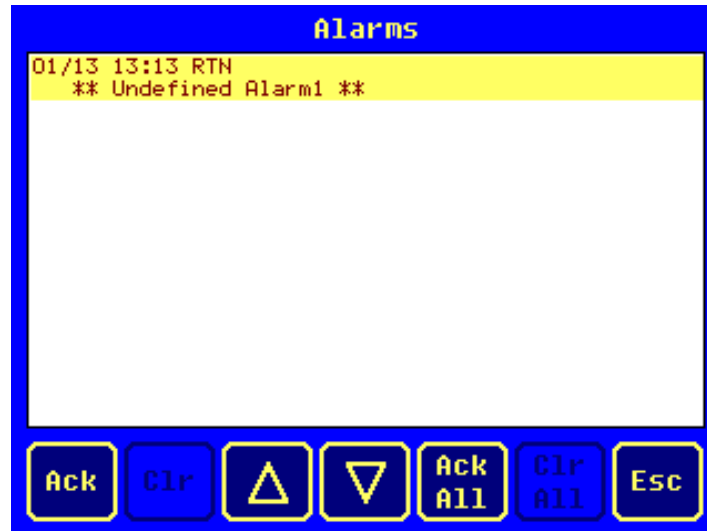 Alarms
01/13 13:13 RTN
** Undefined Alarm1 **
Ack
Clr
Ack
All
Clr
All
Esc